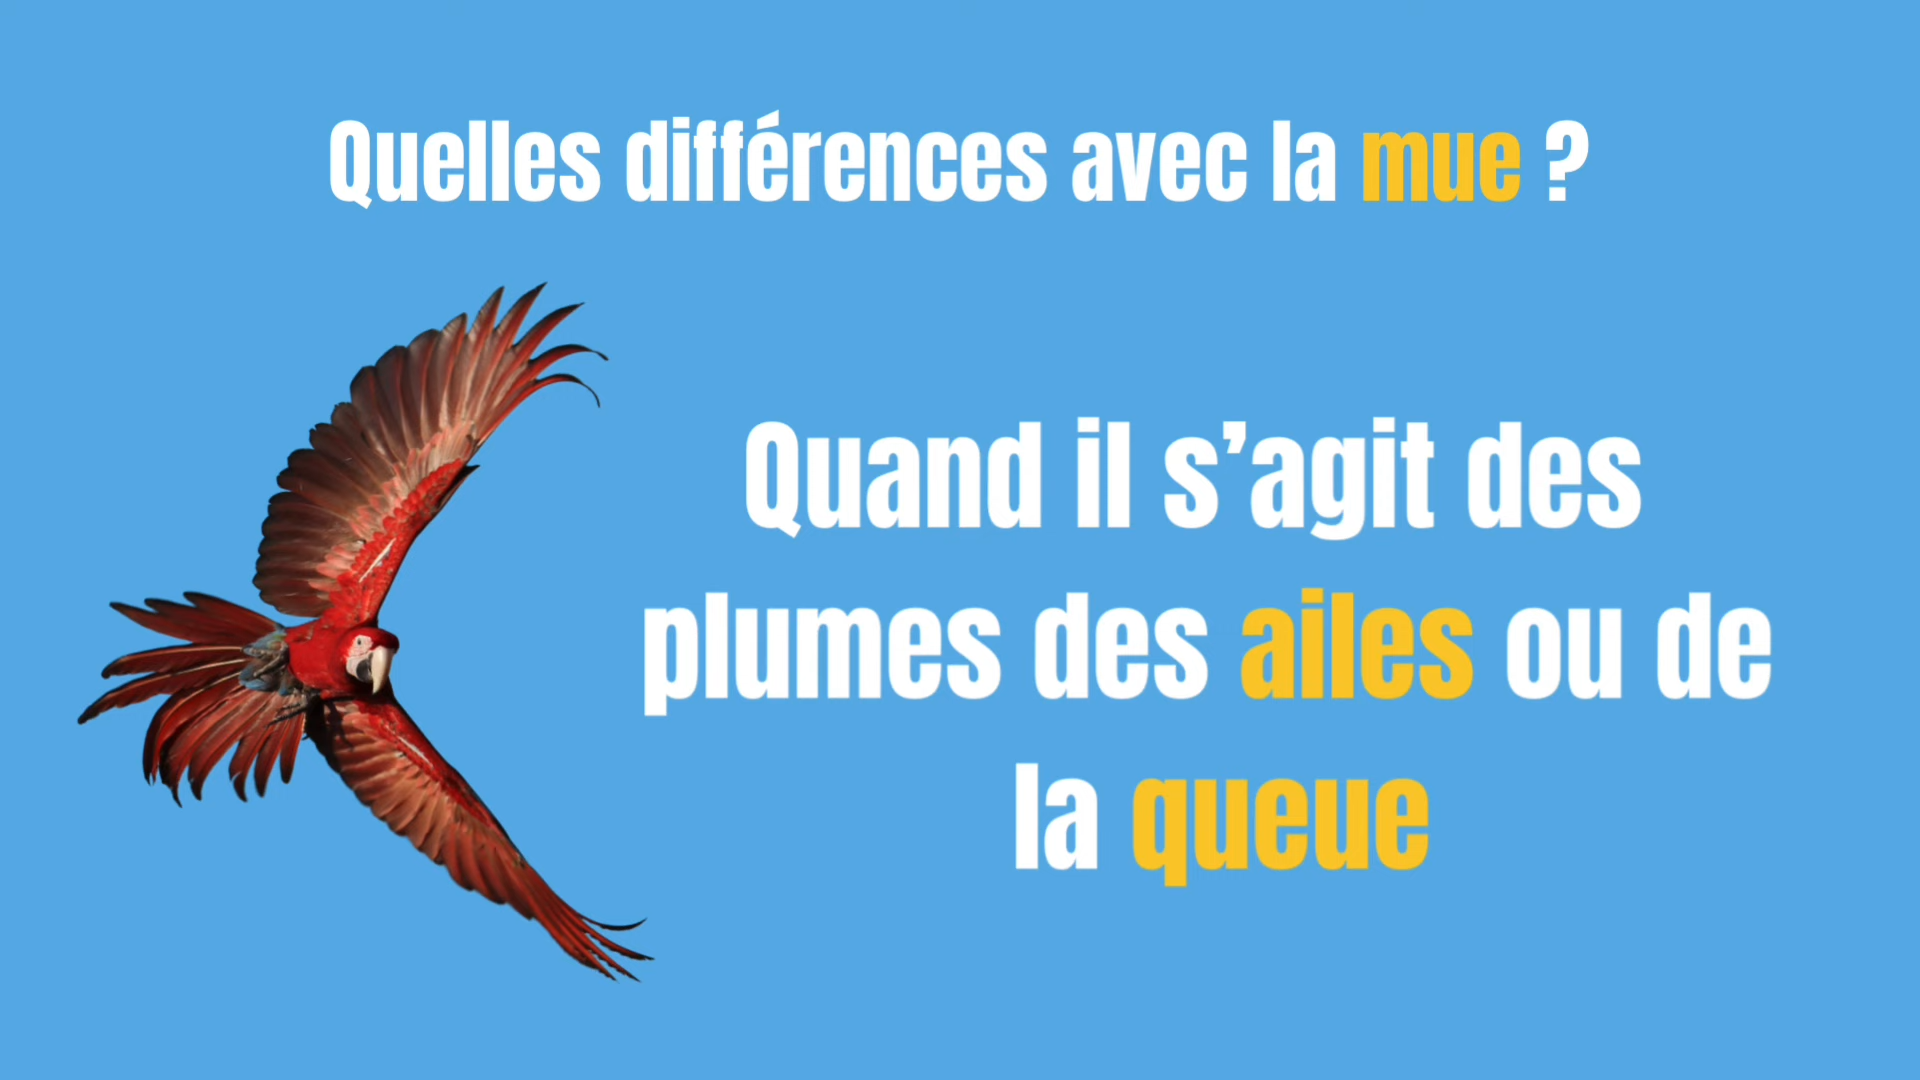 Quelles différences avec la mue ?
Quand il s’agit des
plumes des ailes ou de
la queue